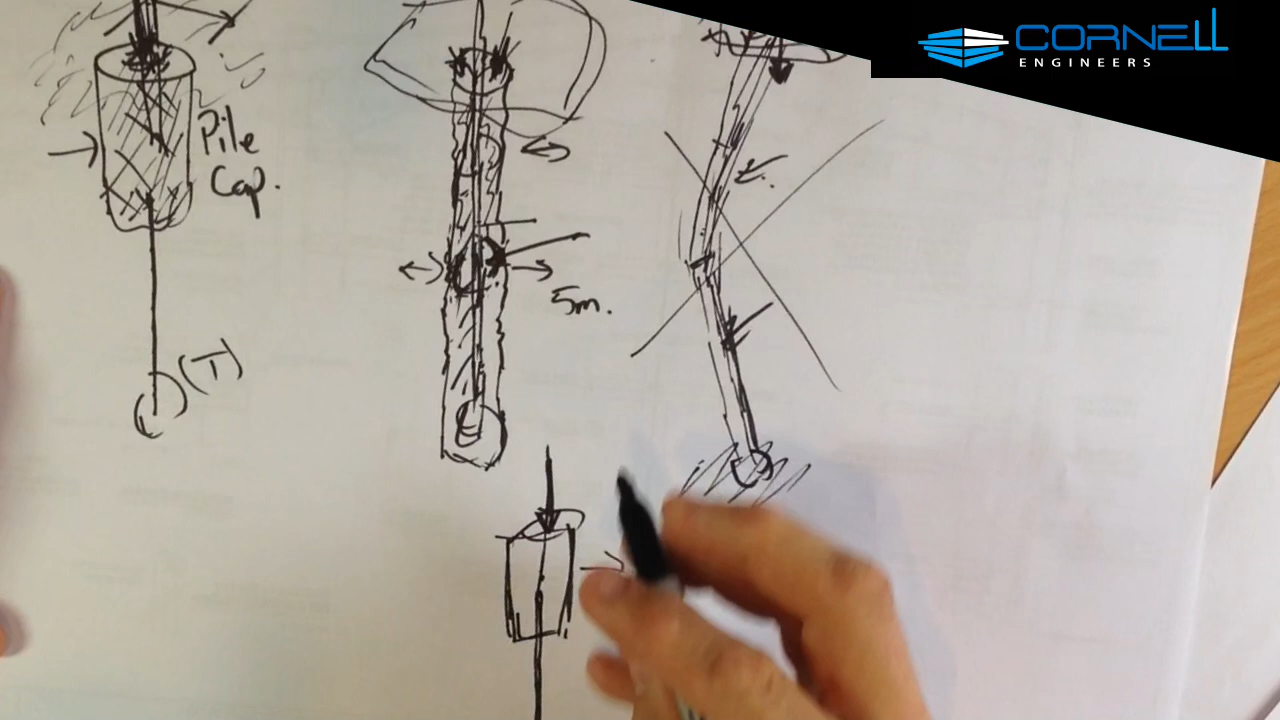 CORNELL
ENGINEERS
Pile
Cap.
5m.
(T)